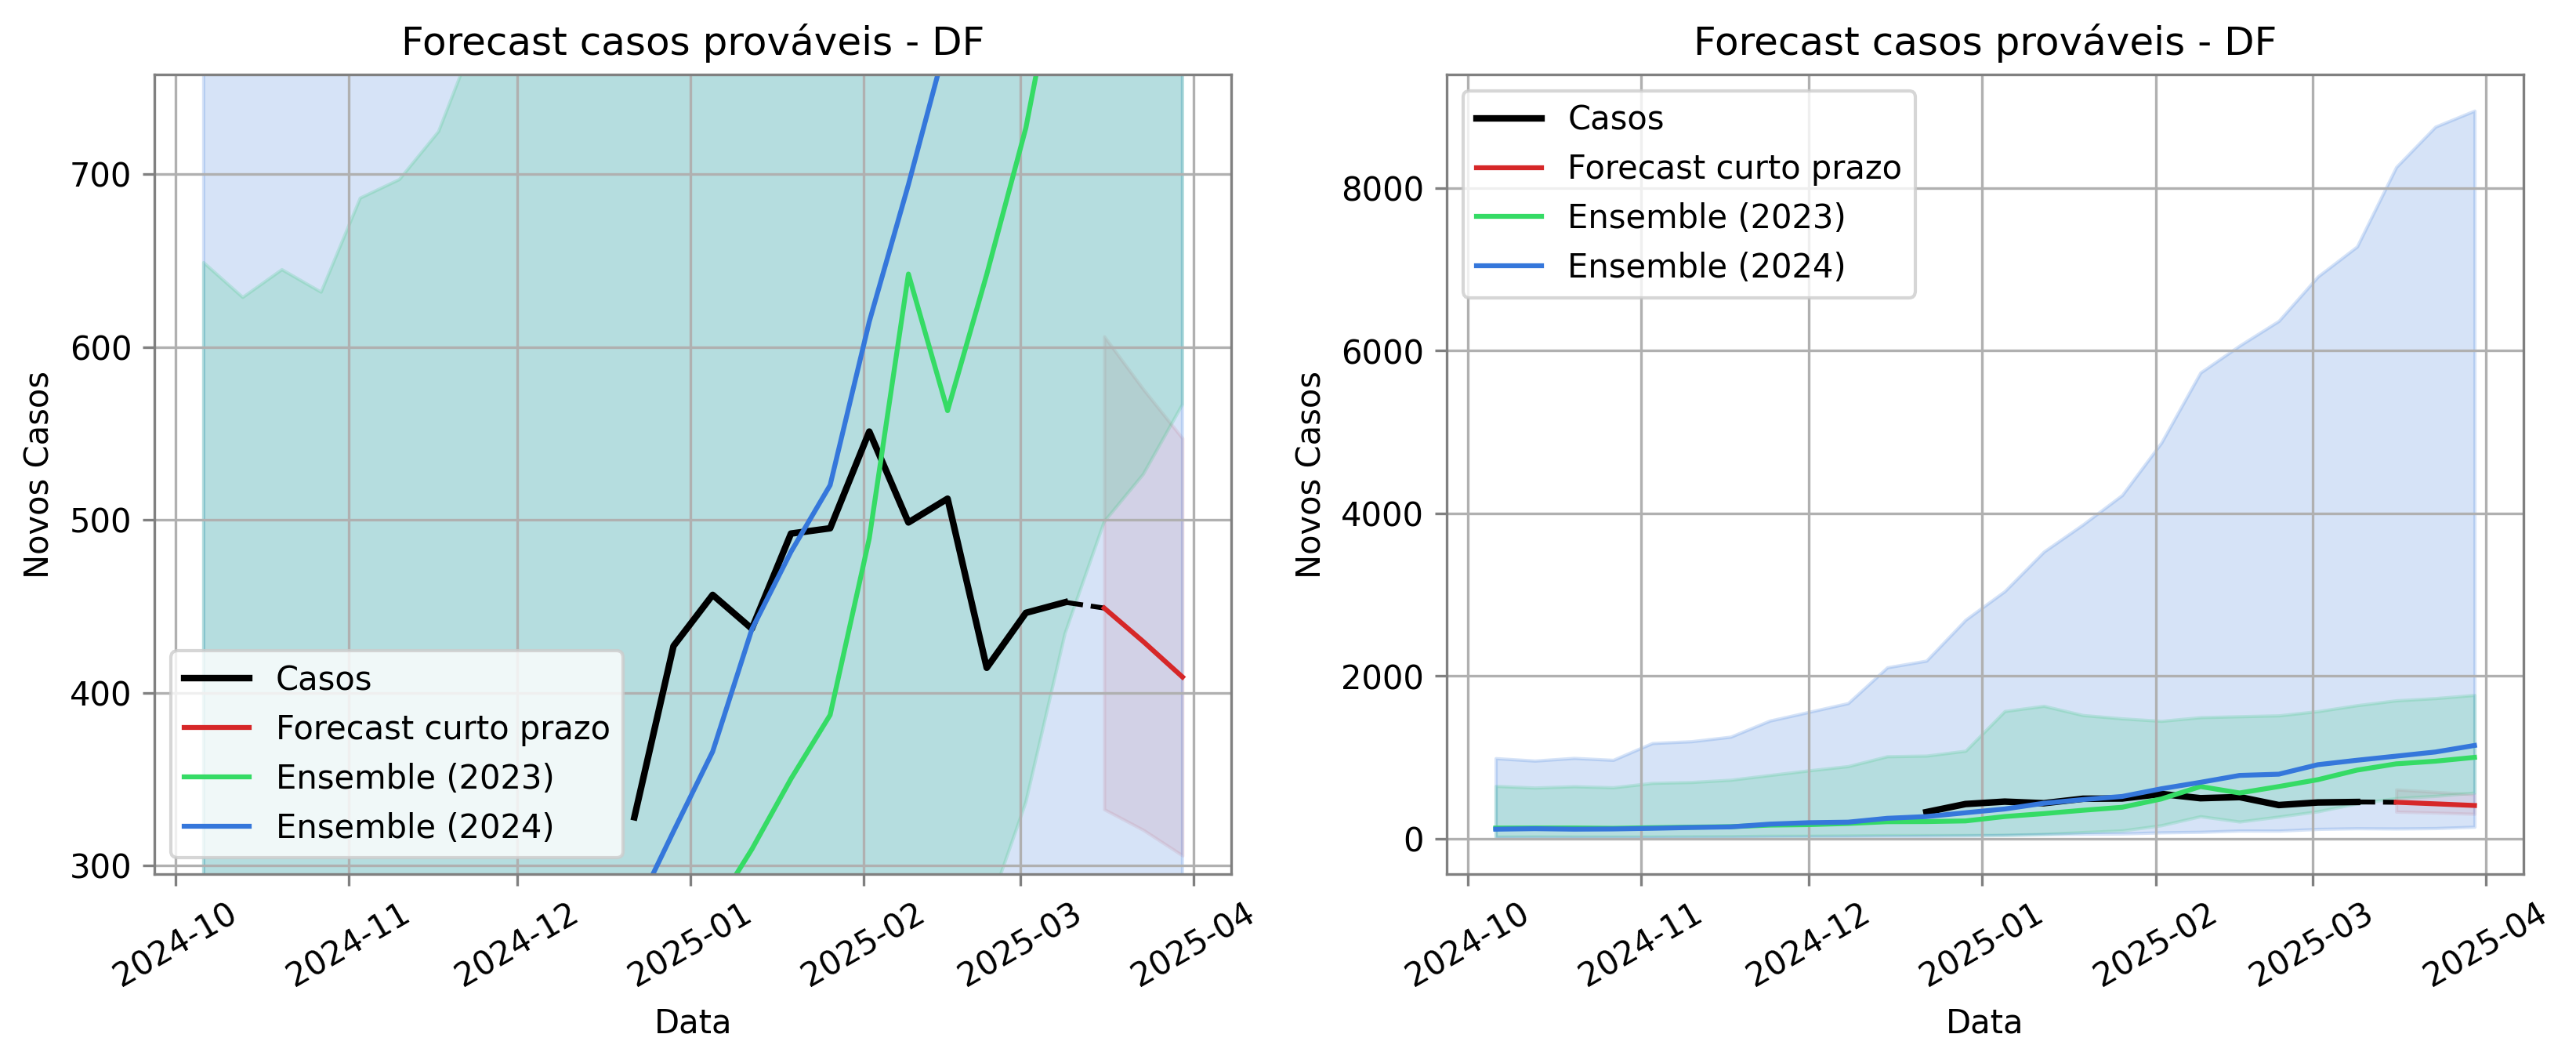 Forecast casos prováveis - DF
Novos Casos
700
600
500
400
300
Casos
Forecast curto prazo
Ensemble (2023)
Ensemble (2024)
2024-10
2024-11
2024-12
2025-01
2025-02
2025-03
2025-04
Data
Forecast casos prováveis - DF
Novos Casos
8000
6000
4000
2000
0
Casos
Forecast curto prazo
Ensemble (2023)
Ensemble (2024)
2024-10
2024-11
2024-12
2025-01
2025-02
2025-03
2025-04
Data